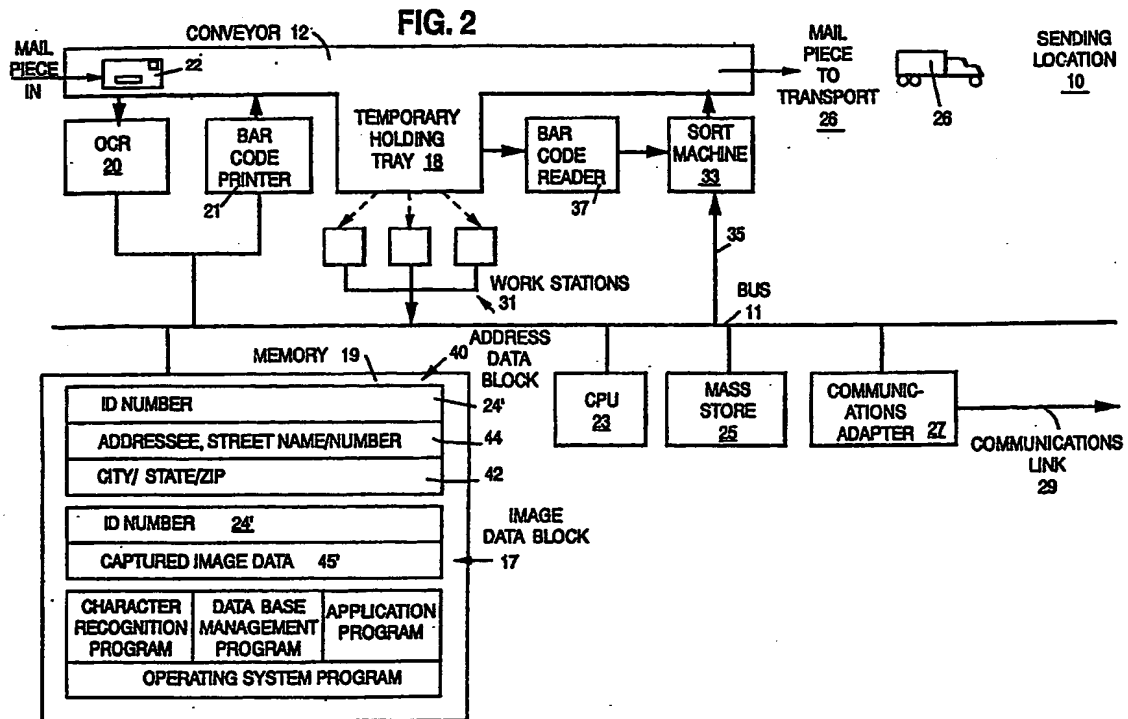 FIG. 2
CONVEYOR 12
MAIL
PIECE
IN
22
MAIL
PIECE
TO
TRANSPORT
26
26
SENDING
LOCATION
10
OCR
20
BAR
CODE
PRINTER
21
TEMPORARY
HOLDING
TRAY 18
BAR
CODE
READER
37
SORT
MACHINE
33
35
WORK STATIONS
31
BUS
11
MEMORY 19
40
ADDRESS
DATA
BLOCK
ID NUMBER
24'
ADDRESSEE, STREET NAME/NUMBER
44
CITY/ STATE/ZIP
42
ID NUMBER 24'
CAPTURED IMAGE DATA 45'
IMAGE
DATA BLOCK
17
CHARACTER
RECOGNITION
PROGRAM
DATA BASE
MANAGEMENT
PROGRAM
APPLICATION
PROGRAM
OPERATING SYSTEM PROGRAM
CPU
23
MASS
STORE
25
COMMUNIC-
ATIONS
ADAPTER 27
COMMUNICATIONS
LINK
29